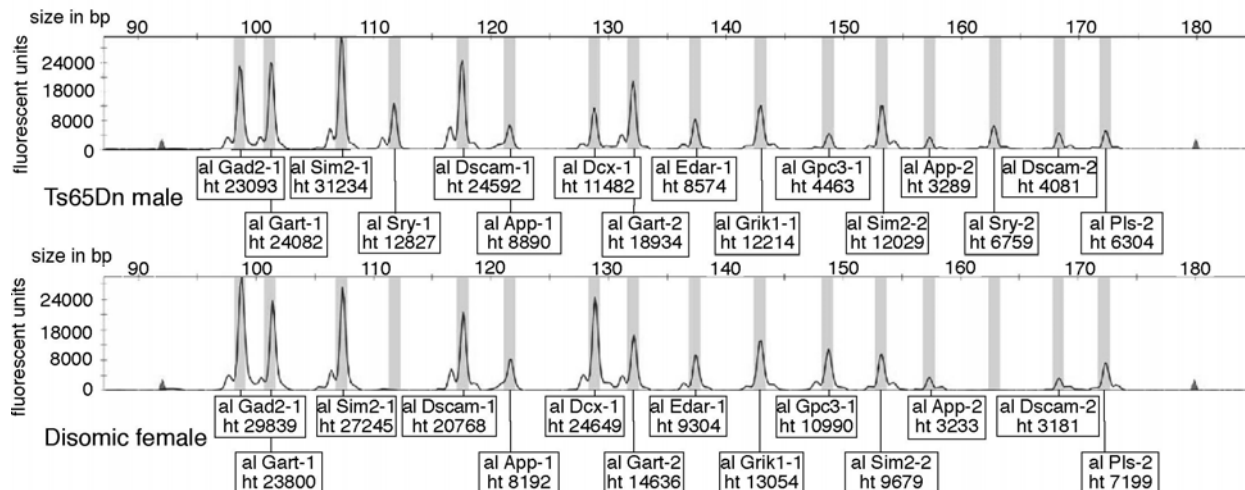 size in bp 90 100 110 120 130 140 150 160 170 180
fluorescent units
24000
18000
8000
0
al Gad2-1 al Sim2-1 al Dscam-1 al Dcx-1 al Edar-1 al Gpc3-1 al App-2 al Dscam-2
ht 23093 ht 31234 ht 24592 ht 11482 ht 8574 ht 4463 ht 3289 ht 4081
Ts65Dn male
al Gart-1 al Sry-1 al App-1 al Gart-2 al Grik1-1 al Sim2-2 al Sry-2 al Pls-2
ht 24082 ht 12827 ht 8890 ht 18934 ht 12214 ht 12029 ht 6759 ht 6304
size in bp 90 100 110 120 130 140 150 160 170 180
fluorescent units
24000
18000
8000
0
al Gad2-1 al Sim2-1 al Dscam-1 al Dcx-1 al Edar-1 al Gpc3-1 al App-2 al Dscam-2
ht 29839 ht 27245 ht 20768 ht 24649 ht 9304 ht 10990 ht 3233 ht 3181
Disomic female
al Gart-1 al App-1 al Gart-2 al Grik1-1 al Sim2-2 al Pls-2
ht 23800 ht 8192 ht 14636 ht 13054 ht 9679 ht 7199